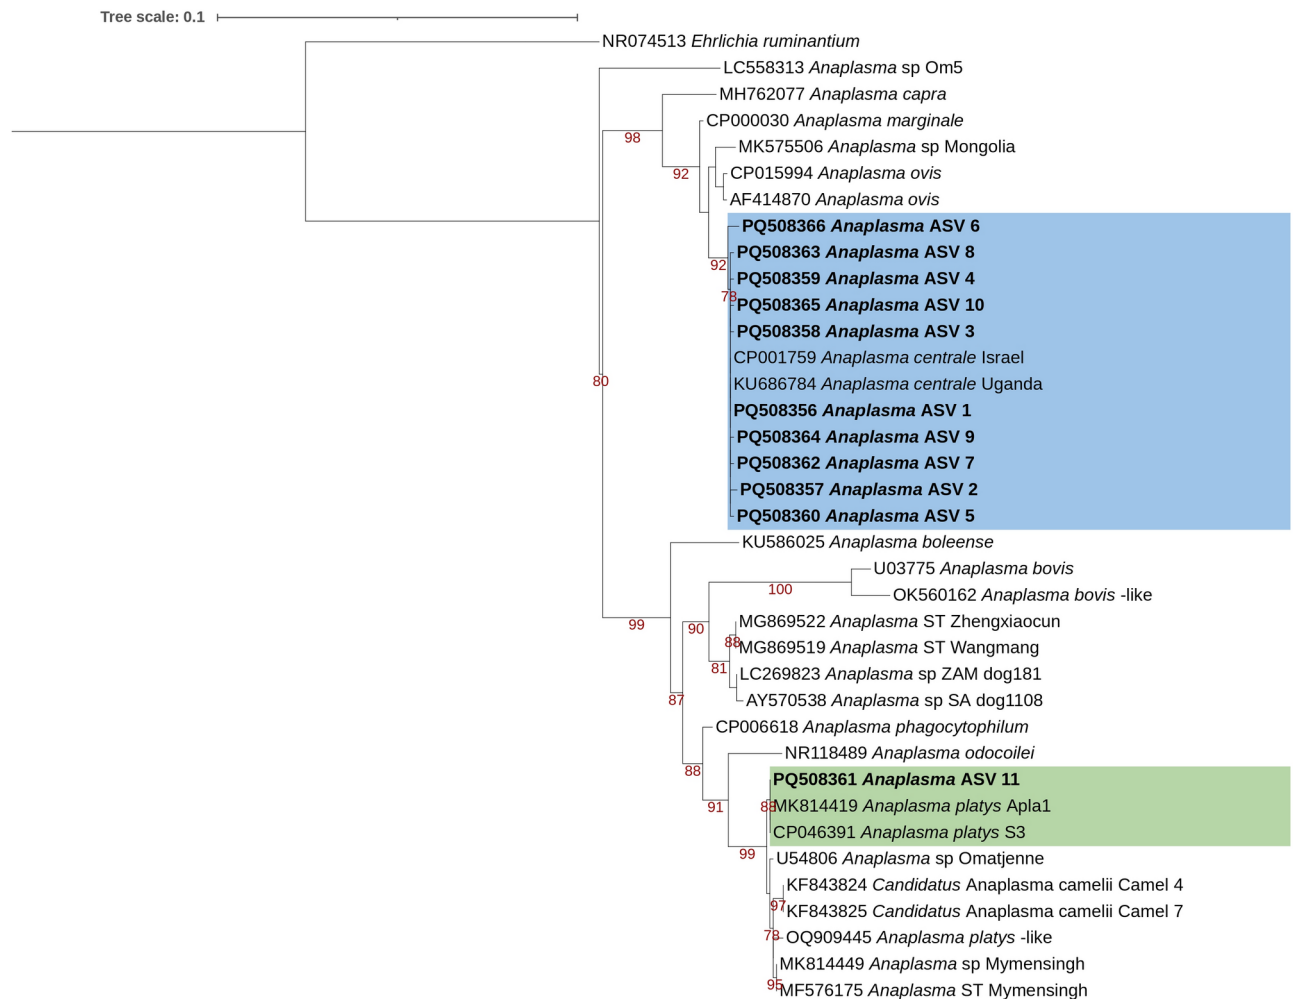 Tree scale: 0.1
NR074513 Ehrlichia ruminantium
LC558313 Anaplasma sp Om5
MH762077 Anaplasma capra
CP000030 Anaplasma marginale
98
MK575506 Anaplasma sp Mongolia
92
CP015994 Anaplasma ovis
AF414870 Anaplasma ovis
PQ508366 Anaplasma ASV 6
PQ508363 Anaplasma ASV 8
92
PQ508359 Anaplasma ASV 4
78
PQ508365 Anaplasma ASV 10
PQ508358 Anaplasma ASV 3
CP001759 Anaplasma centrale Israel
80
KU686784 Anaplasma centrale Uganda
PQ508356 Anaplasma ASV 1
PQ508364 Anaplasma ASV 9
PQ508362 Anaplasma ASV 7
PQ508357 Anaplasma ASV 2
PQ508360 Anaplasma ASV 5
KU586025 Anaplasma boleense
U03775 Anaplasma bovis
100
OK560162 Anaplasma bovis -like
99
90
MG869522 Anaplasma ST Zhengxiaocun
88
MG869519 Anaplasma ST Wangmang
81
LC269823 Anaplasma sp ZAM dog181
87
AY570538 Anaplasma sp SA dog1108
CP006618 Anaplasma phagocytophilum
NR118489 Anaplasma odocoilei
88
PQ508361 Anaplasma ASV 11
91
MK814419 Anaplasma platys Apla1
CP046391 Anaplasma platys S3
99
U54806 Anaplasma sp Omatjenne
KF843824 Candidatus Anaplasma camelii Camel 4
97
KF843825 Candidatus Anaplasma camelii Camel 7
78
OQ909445 Anaplasma platys -like
MK814449 Anaplasma sp Mymensingh
95
MF576175 Anaplasma ST Mymensingh